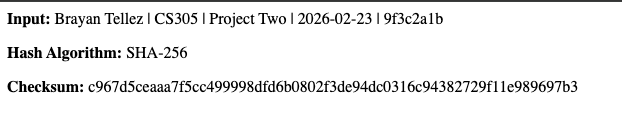 Input: Brayan Tellez | CS305 | Project Two | 2026-02-23 | 9f3c2a1b
Hash Algorithm: SHA-256
Checksum: c967d5ceaaa7f5cc499998dfd6b0802f3de94dc0316c94382729f11e989697b3